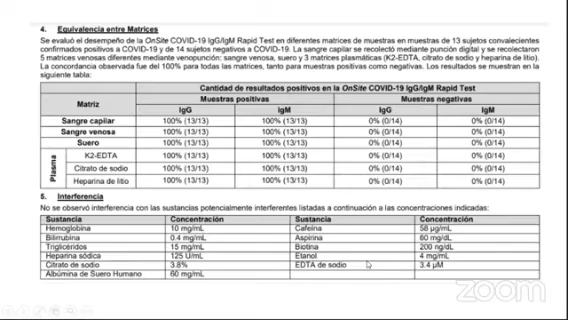 4. Equivalencia entre Matrices
Se evaluó el desempeño de la OnSite COVID-19 IgG/IgM Rapid Test en diferentes matrices de muestras en muestras de 13 sujetos convalecientes
confirmados positivos a COVID-19 y de 14 sujetos negativos a COVID-19. La sangre capilar se recolectó mediante punción digital y se recolectaron
5 matrices venosas diferentes mediante venopunción: sangre venosa, suero y 3 matrices plasmáticas (K2-EDTA, citrato de sodio y heparina de litio).
La concordancia observada fue del 100% para todas las matrices, tanto para muestras positivas como negativas. Los resultados se muestran en la
siguiente tabla:
Cantidad de resultados positivos en la OnSite COVID-19 IgG/IgM Rapid Test
Matriz Muestras positivas Muestras negativas
IgG IgM IgG IgM
Sangre capilar 100% (13/13) 100% (13/13) 0% (0/14) 0% (0/14)
Sangre venosa 100% (13/13) 100% (13/13) 0% (0/14) 0% (0/14)
Suero 100% (13/13) 100% (13/13) 0% (0/14) 0% (0/14)
Plasma K2-EDTA 100% (13/13) 100% (13/13) 0% (0/14) 0% (0/14)
Citrato de sodio 100% (13/13) 100% (13/13) 0% (0/14) 0% (0/14)
Heparina de litio 100% (13/13) 100% (13/13) 0% (0/14) 0% (0/14)
5. Interferencia
No se observó interferencia con las sustancias potencialmente interferentes listadas a continuación a las concentraciones indicadas:
Sustancia Concentración Sustancia Concentración
Hemoglobina 10 mg/mL Cafeína 58 µg/mL
Bilirrubina 0.4 mg/mL Aspirina 60 mg/dL
Triglicéridos 15 mg/mL Biotina 200 ng/dL
Heparina sódica 125 U/mL Etanol 4 mg/mL
Citrato de sodio 3.8% EDTA de sodio 3.4 µM
Albúmina de Suero Humano 60 mg/mL
zoom